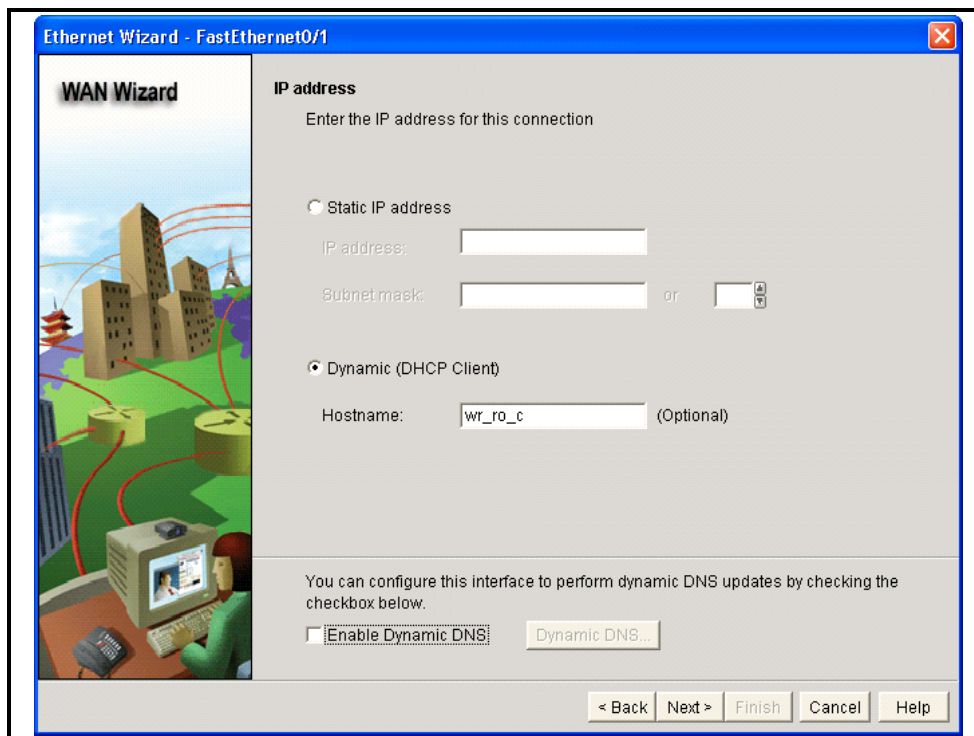 Ethernet Wizard - FastEthernet0/1
WAN Wizard
IP address
Enter the IP address for this connection
Static IP address
IP address:
Subnet mask: or
Dynamic (DHCP Client)
Hostname: wr_ro_c (Optional)
You can configure this interface to perform dynamic DNS updates by checking the
checkbox below.
Enable Dynamic DNS Dynamic DNS...
< Back Next > Finish Cancel Help